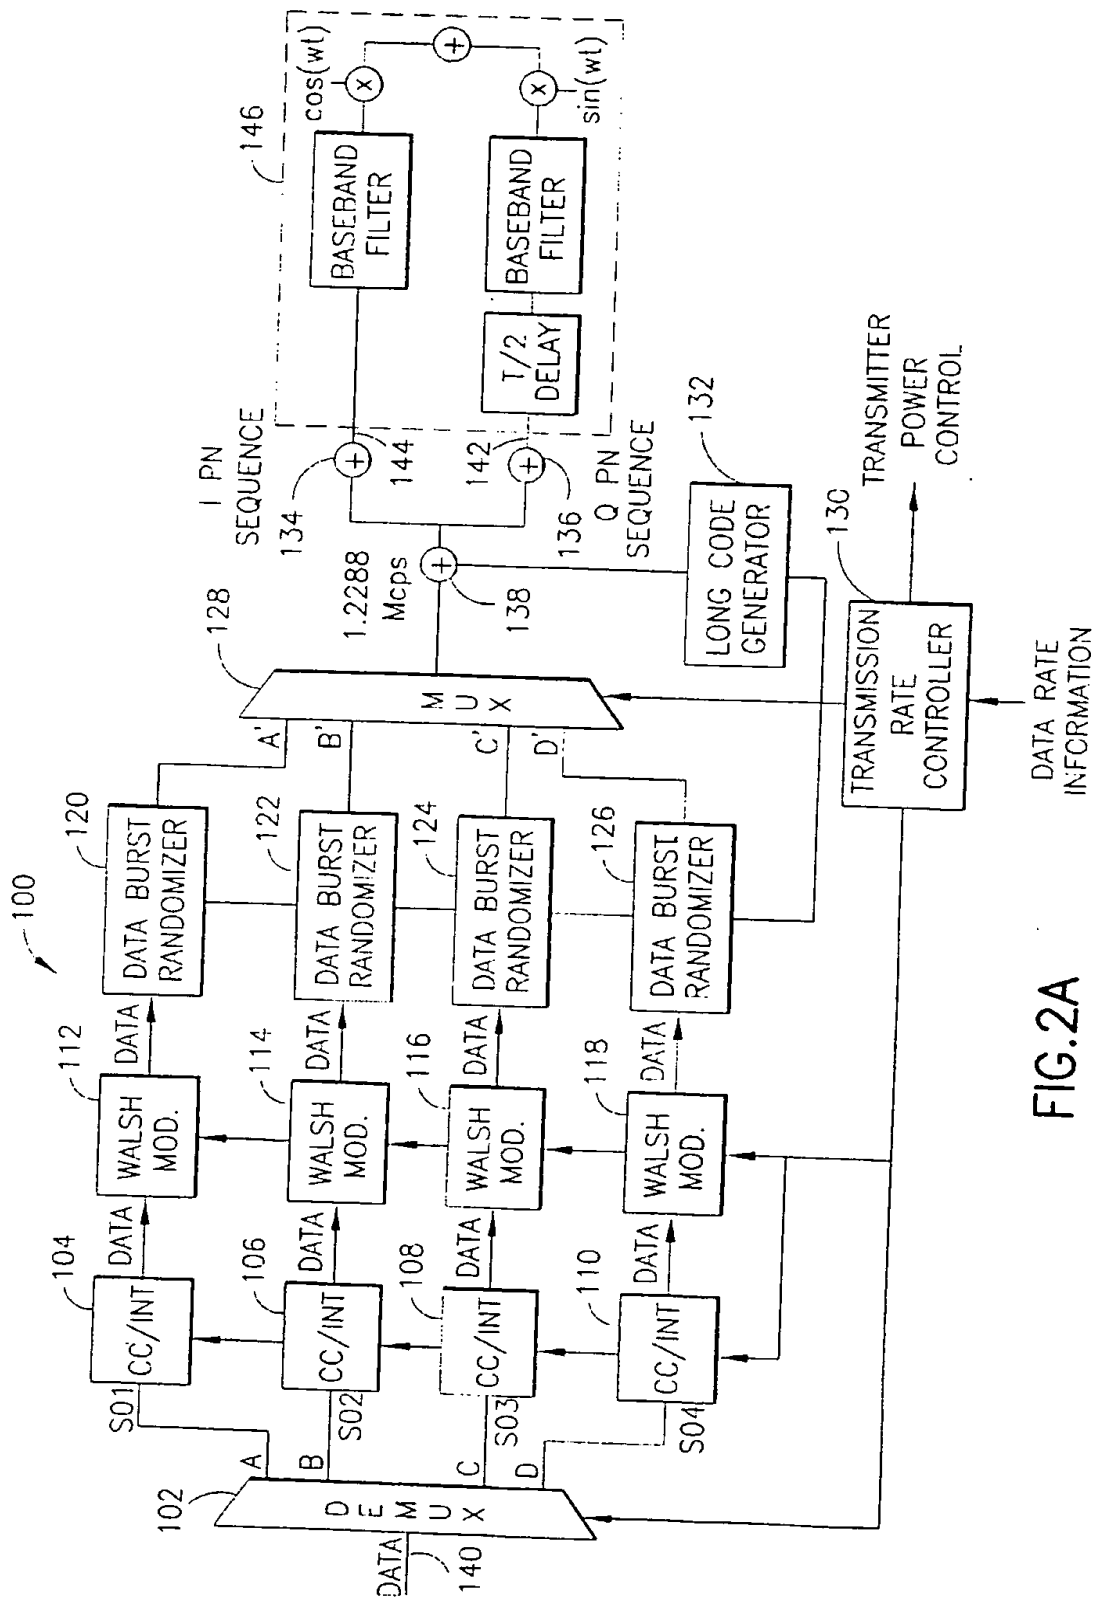 100
102
DATA
140
DEMUX
A
B
C
D
S01
S02
S03
S04
104
CC/INT
106
CC/INT
108
CC/INT
110
CC/INT
DATA
DATA
DATA
DATA
112
WALSH
MOD.
114
WALSH
MOD.
116
WALSH
MOD.
118
WALSH
MOD.
DATA
DATA
DATA
DATA
120
DATA BURST
RANDOMIZER
122
DATA BURST
RANDOMIZER
124
DATA BURST
RANDOMIZER
126
DATA BURST
RANDOMIZER
A'
B'
C'
D'
128
MUX
1.2288
Mcps
138
I PN
SEQUENCE
134
144
142
136
Q PN
SEQUENCE
146
BASEBAND
FILTER
cos(wt)
X
+
T/2
DELAY
BASEBAND
FILTER
X
sin(wt)
+
+
+
132
LONG CODE
GENERATOR
130
TRANSMISSION
RATE
CONTROLLER
TRANSMITTER
POWER
CONTROL
DATA RATE
INFORMATION
FIG.2A